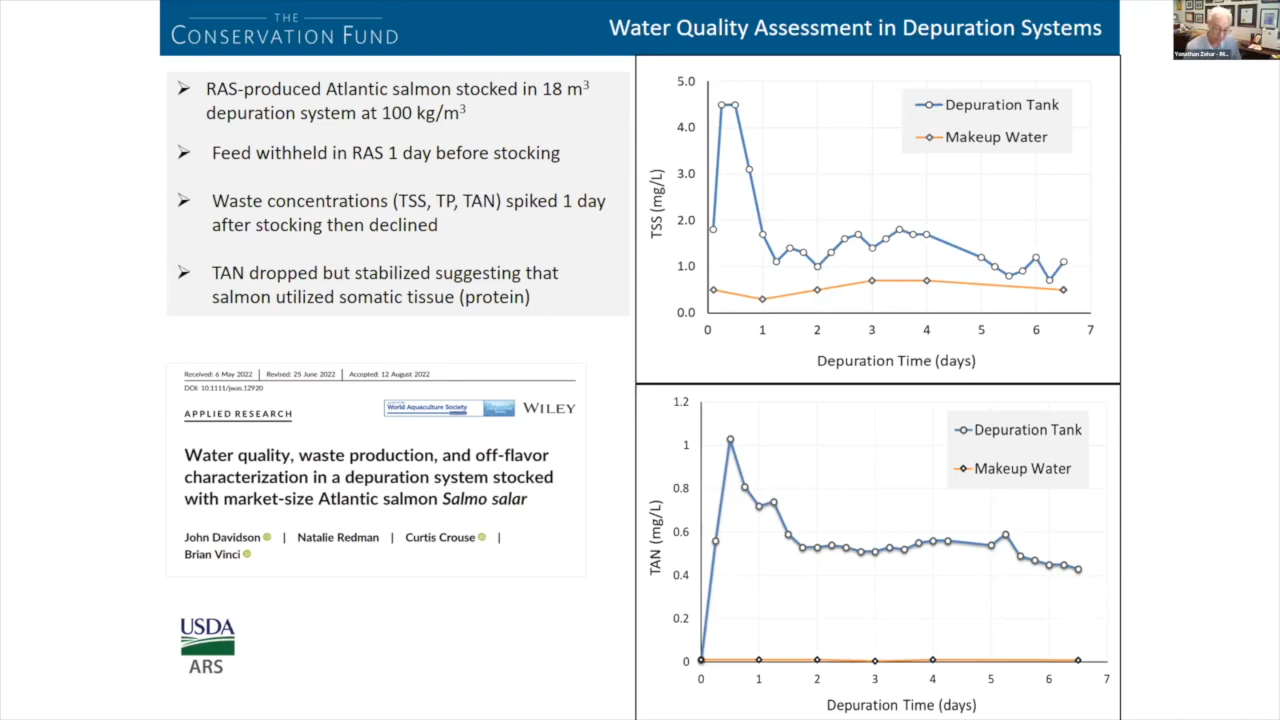 THE
CONSERVATION FUND
Water Quality Assessment in Depuration Systems
Yonathan Zohar - IM...
➢ RAS-produced Atlantic salmon stocked in 18 m³
depuration system at 100 kg/m³
➢ Feed withheld in RAS 1 day before stocking
➢ Waste concentrations (TSS, TP, TAN) spiked 1 day
after stocking then declined
➢ TAN dropped but stabilized suggesting that
salmon utilized somatic tissue (protein)
Received: 6 May 2022 | Revised: 25 June 2022 | Accepted: 12 August 2022
DOI: 10.1111/jwas.12920
APPLIED RESEARCH
World Aquaculture Society
WILEY
Water quality, waste production, and off-flavor
characterization in a depuration system stocked
with market-size Atlantic salmon Salmo salar
John Davidson | Natalie Redman | Curtis Crouse |
Brian Vinci
USDA
ARS
5.0
4.0
3.0
2.0
1.0
0.0
TSS (mg/L)
Depuration Tank
Makeup Water
0 1 2 3 4 5 6 7
Depuration Time (days)
1.2
1
0.8
0.6
0.4
0.2
0
TAN (mg/L)
Depuration Tank
Makeup Water
0 1 2 3 4 5 6 7
Depuration Time (days)